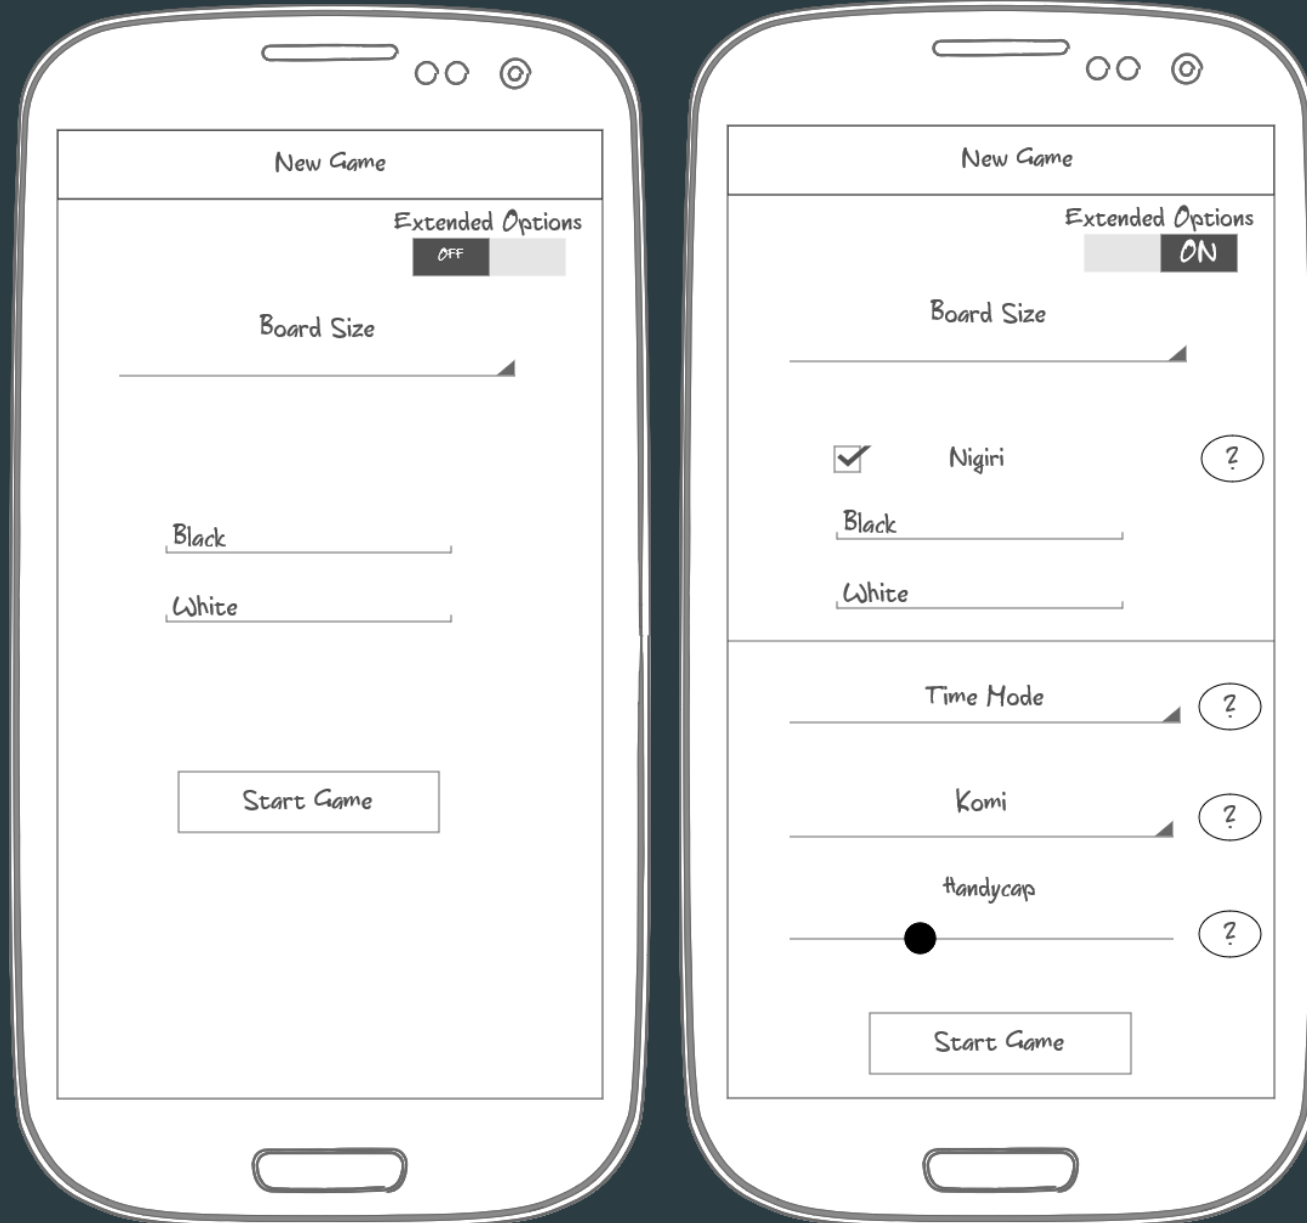 New Game
Extended Options
OFF
Board Size
Black
White
Start Game
New Game
Extended Options
ON
Board Size
Nigiri
?
Black
White
Time Mode
?
Komi
?
Handycap
?
Start Game